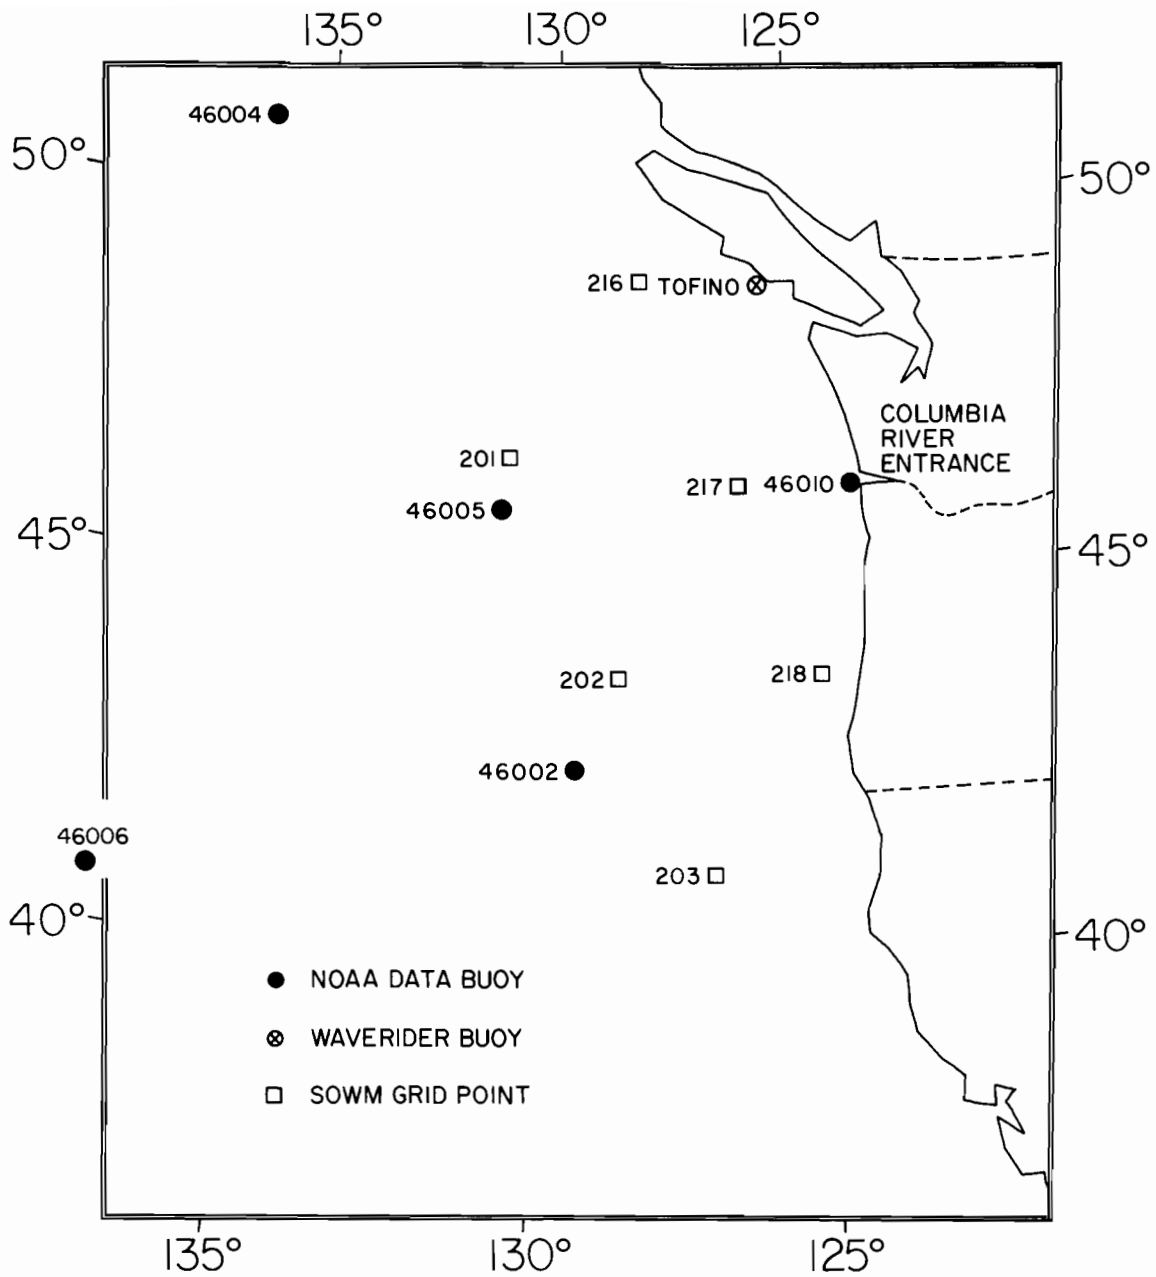 135° 130° 125°
46004
50° 50°
216 TOFINO
COLUMBIA
RIVER
ENTRANCE
201
217 46010
46005
45° 45°
202 218
46002
46006
203
40° 40°
NOAA DATA BUOY
WAVERIDER BUOY
SOWM GRID POINT
135° 130° 125°